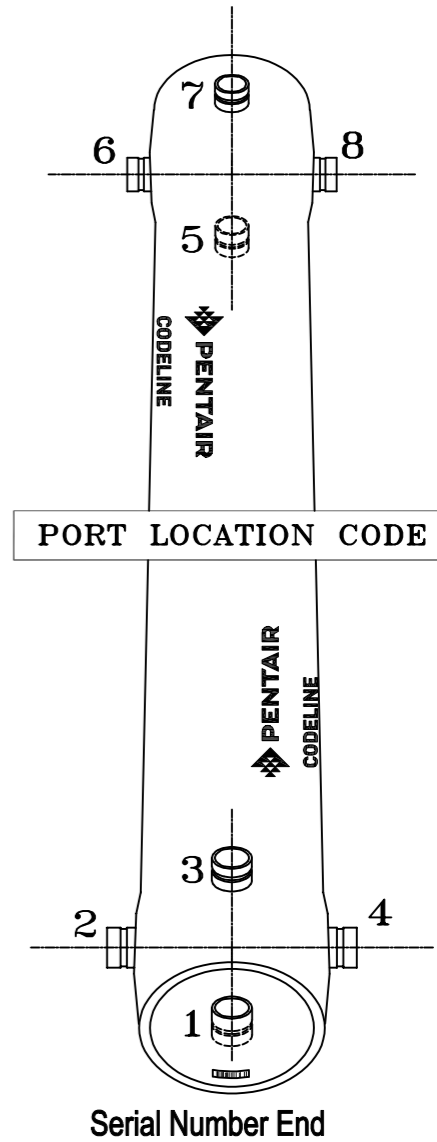 7
6
8
5
CODELINE
PENTAIR
PORT LOCATION CODE
PENTAIR
CODELINE
3
2
4
1
Serial Number End